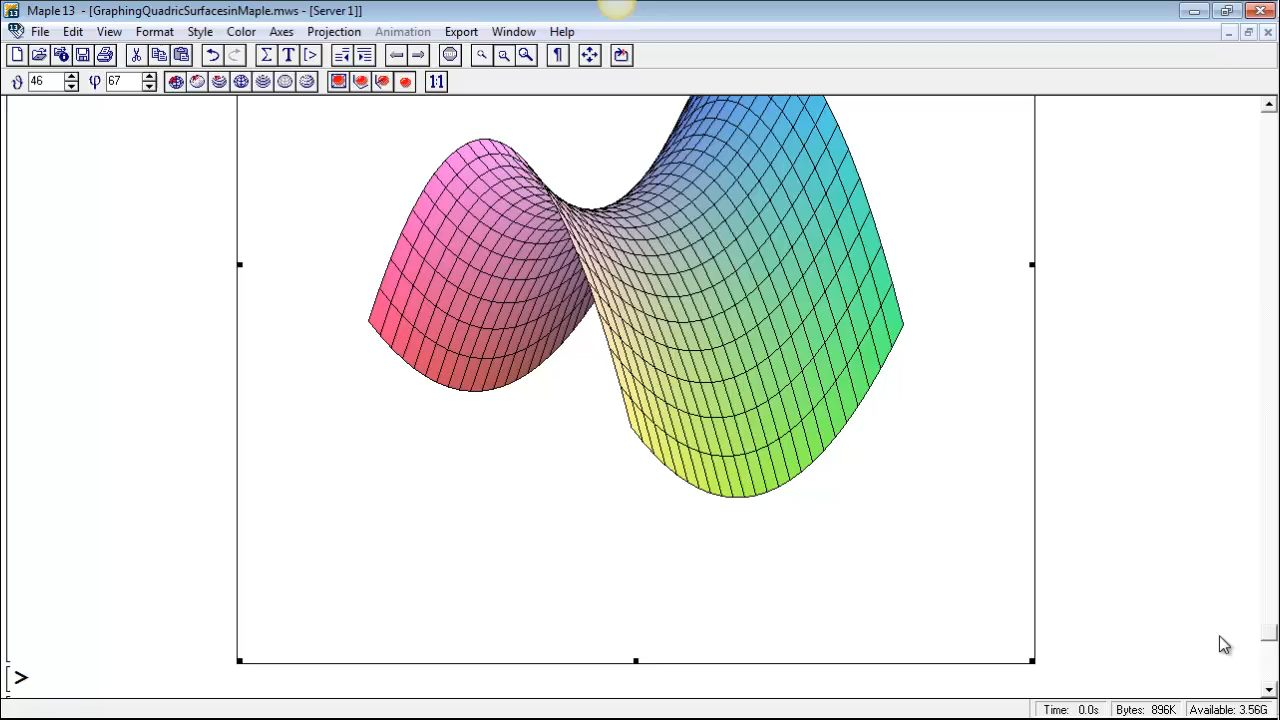 Maple 13 - [GraphingQuadricSurfacesinMaple.mws - [Server 1]]
File Edit View Format Style Color Axes Projection Animation Export Window Help
Σ T [>
ϑ 46 φ 67 1:1
>
Time: 0.0s Bytes: 896K Available: 3.56G